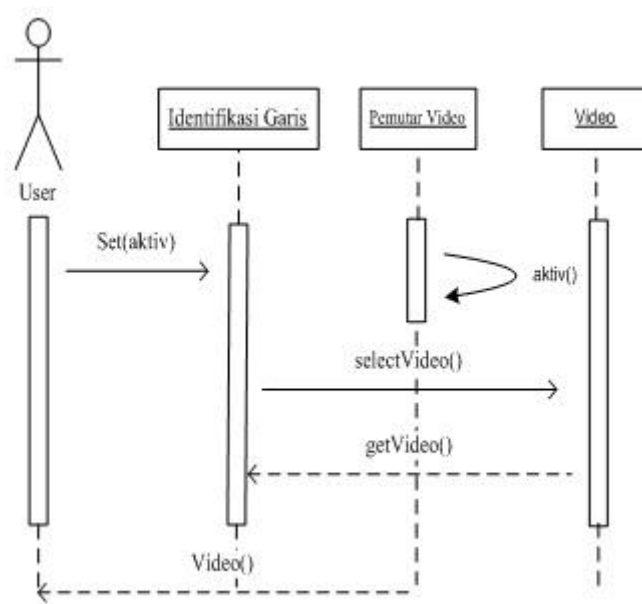 Identifikasi Garis
Pemutar Video
Video
User
Set(aktiv)
aktiv()
selectVideo()
getVideo()
Video()